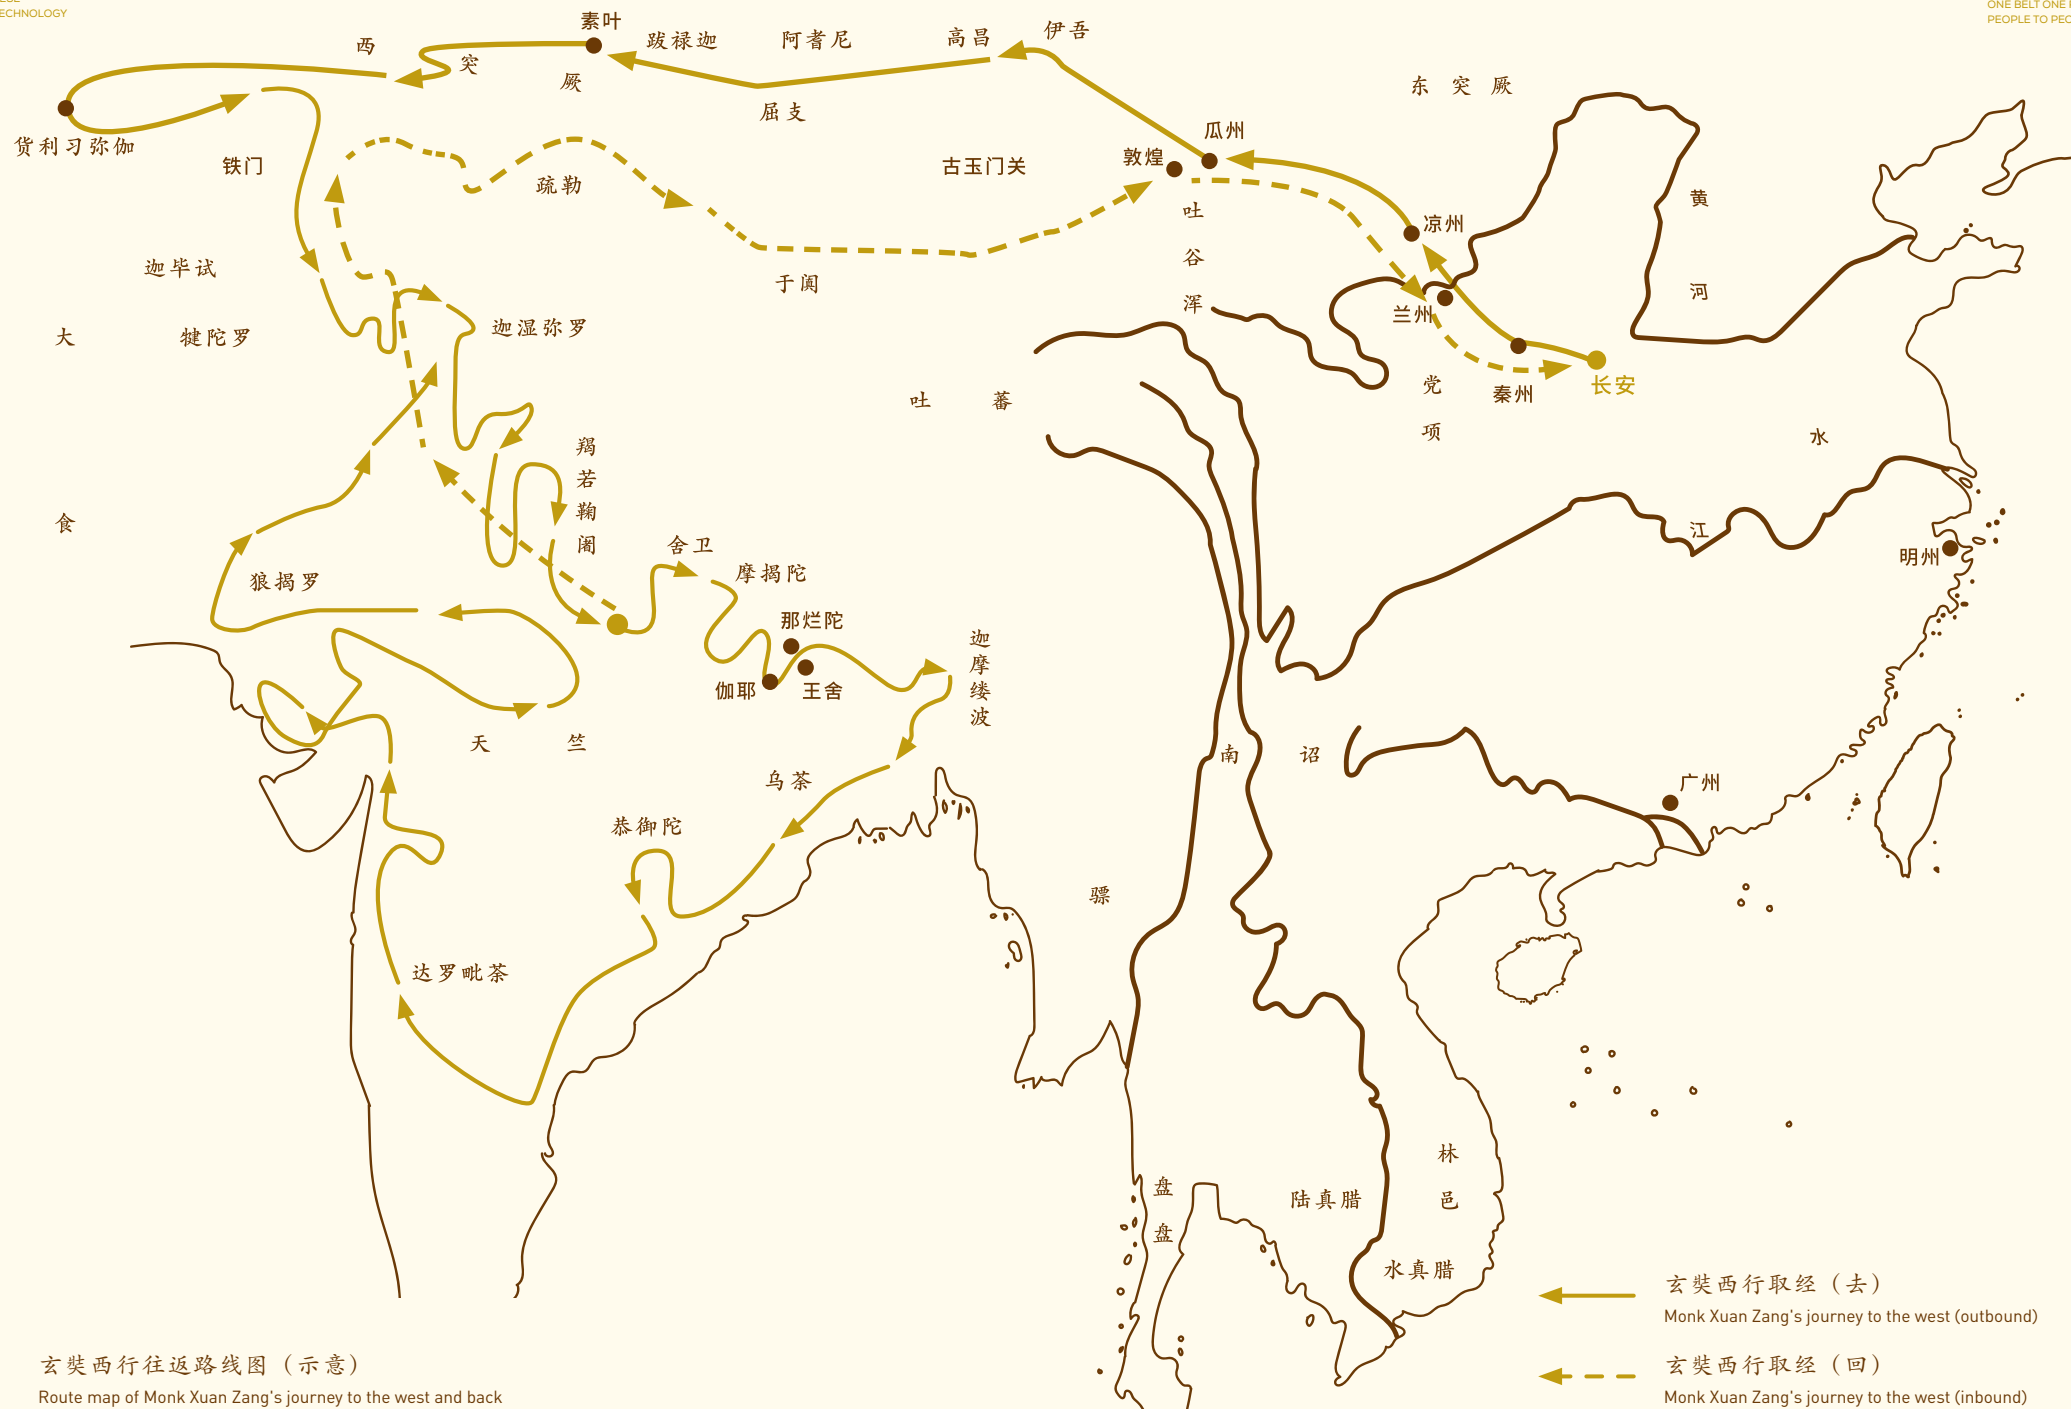 ECHNOLOGY
ONE BELT ONE
PEOPLE TO PEO
素叶
西
突
厥
跋禄迦
阿耆尼
高昌
伊吾
屈支
东突厥
货利习弥伽
铁门
疏勒
古玉门关
敦煌
瓜州
吐
谷
浑
凉州
黄
河
迦毕试
于阗
兰州
大
食
犍陀罗
迦湿弥罗
吐蕃
党
项
秦州
长安
水
江
明州
羯
若
鞠
阇
舍卫
摩揭陀
狼揭罗
那烂陀
伽耶
王舍
迦
摩
缕
波
天竺
乌荼
恭御陀
南诏
广州
骠
达罗毗荼
林
邑
盘
盘
陆真腊
水真腊
玄奘西行取经（去）
Monk Xuan Zang's journey to the west (outbound)
玄奘西行取经（回）
Monk Xuan Zang's journey to the west (inbound)
玄奘西行往返路线图（示意）
Route map of Monk Xuan Zang's journey to the west and back